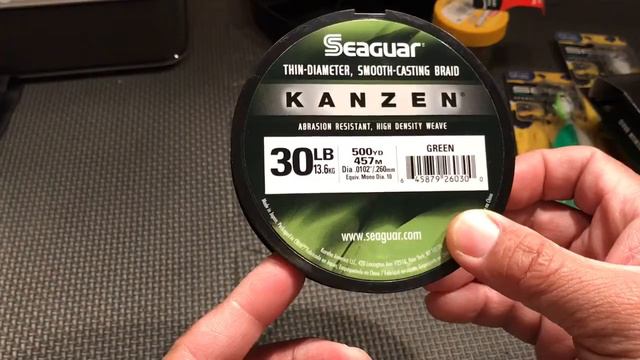 Seaguar®
THIN-DIAMETER, SMOOTH-CASTING BRAID
KANZEN®
ABRASION RESISTANT, HIGH DENSITY WEAVE
30LB
13.6KG
500YD
457M
Dia .0102"/.260mm
Equiv. Mono Dia. 10
GREEN
6 45879 26030 0
www.seaguar.com